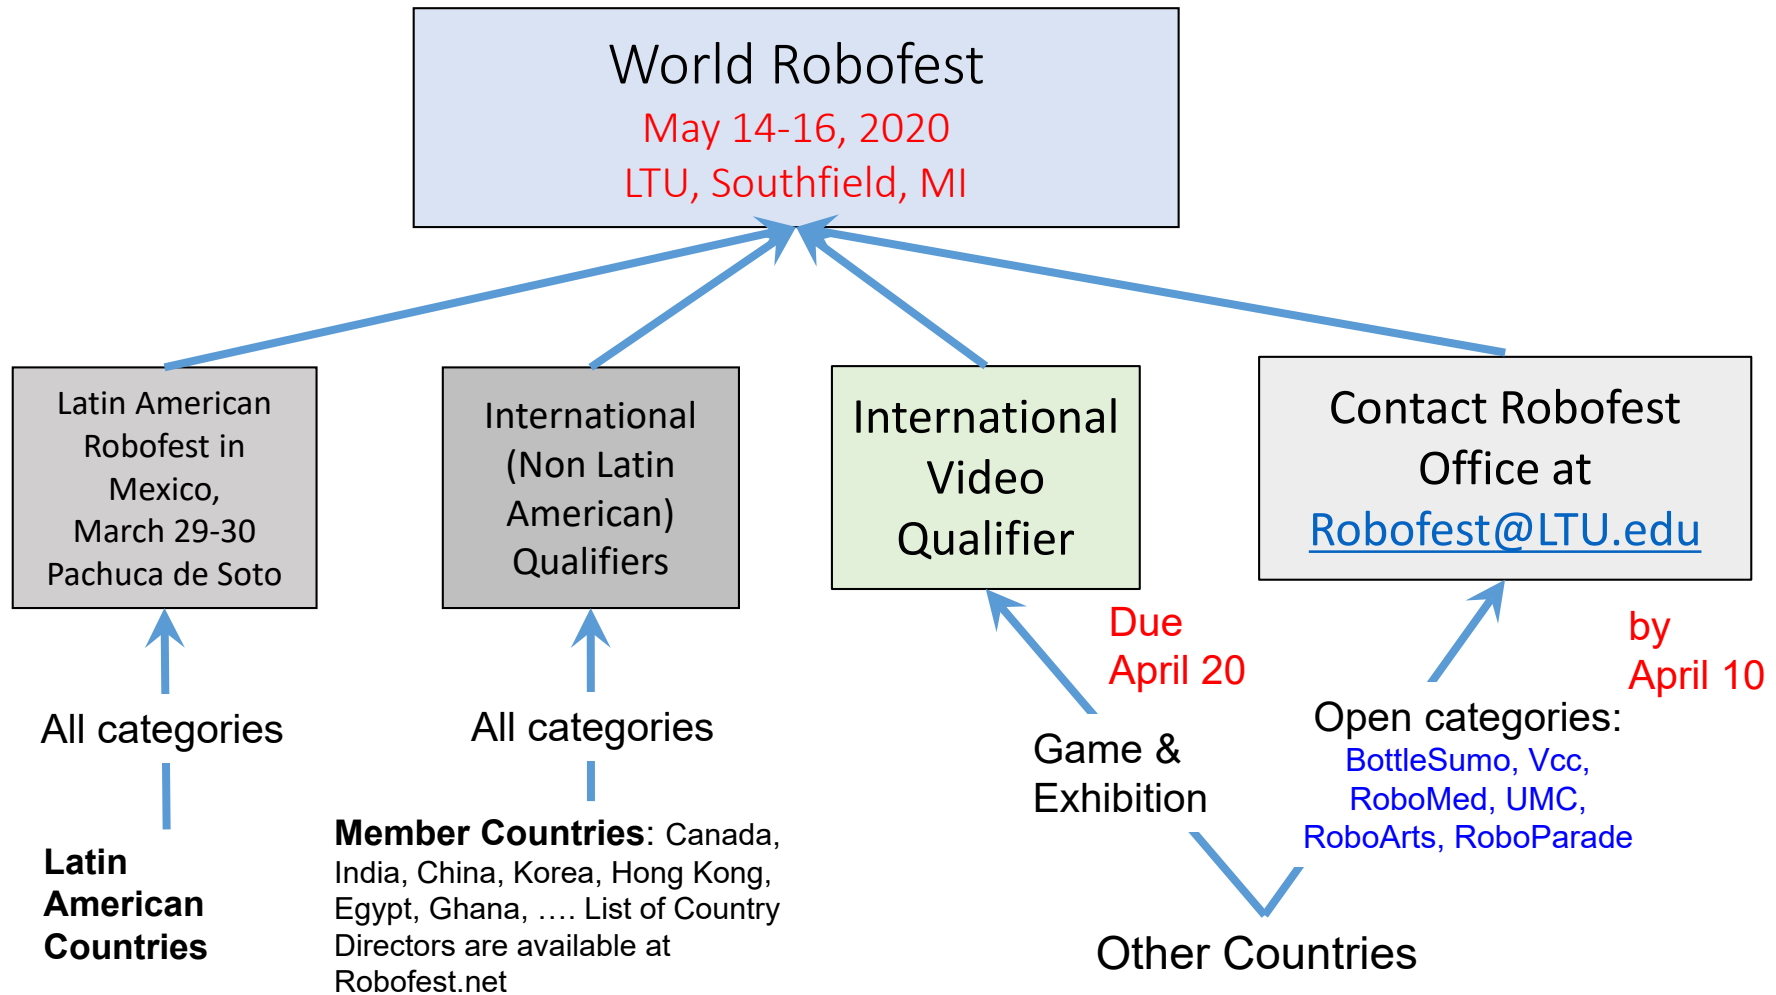 World Robofest
May 14-16, 2020
LTU, Southfield, MI
Latin American
Robofest in
Mexico,
March 29-30
Pachuca de Soto
International
(Non Latin
American)
Qualifiers
International
Video
Qualifier
Contact Robofest
Office at
Robofest@LTU.edu
Due
April 20
by
April 10
All categories
All categories
Game &
Exhibition
Open categories:
BottleSumo, Vcc,
RoboMed, UMC,
RoboArts, RoboParade
Latin
American
Countries
Member Countries: Canada,
India, China, Korea, Hong Kong,
Egypt, Ghana, …. List of Country
Directors are available at
Robofest.net
Other Countries